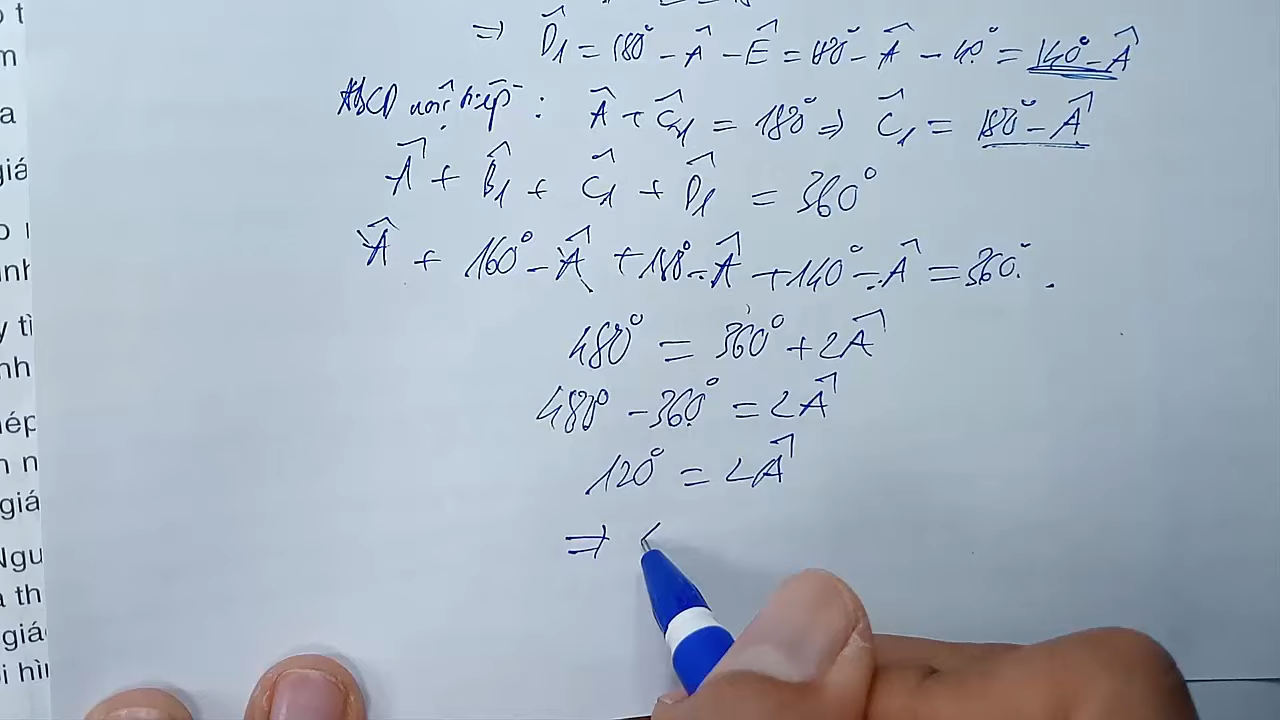 ⇒ D̂₁ = 180° - Â - Ê = 180° - Â - 40° = 140° - Â
ABCD nội tiếp : Â + Ĉ₁ = 180° ⇒ Ĉ₁ = 180° - Â
Â + B̂₁ + Ĉ₁ + D̂₁ = 360°
Â + 160° - Â + 180° - Â + 140° - Â = 360° .
480° = 360° + 2Â
480° - 360° = 2Â
120° = 2Â
⇒